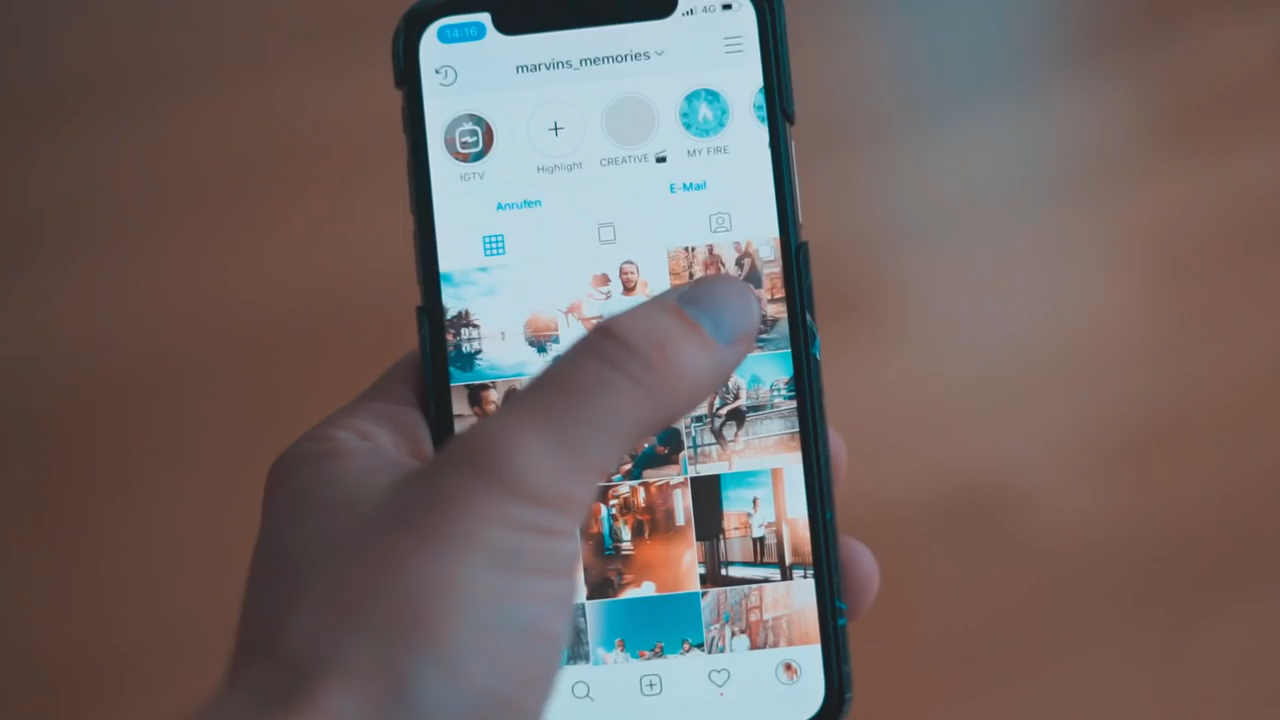 14:16
4G
marvins_memories
IGTV
Highlight
CREATIVE 🎬
MY FIRE
Anrufen
E-Mail